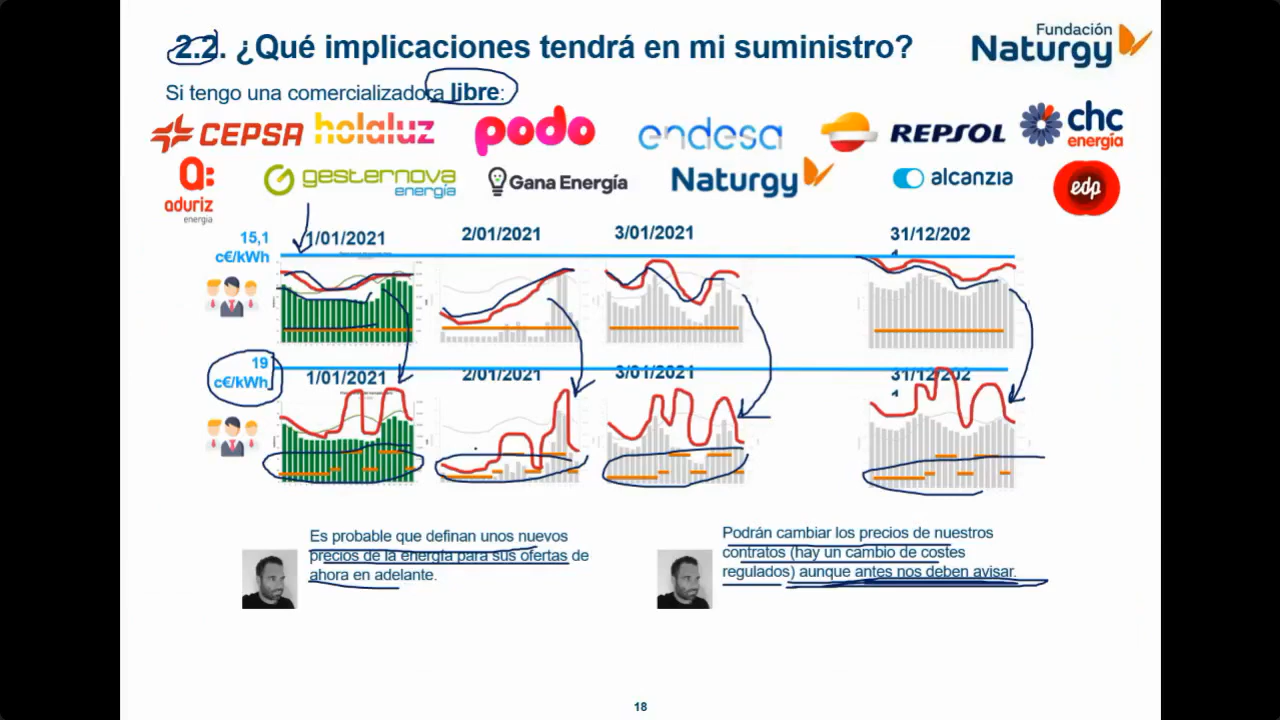 2.2. ¿Qué implicaciones tendrá en mi suministro?
Fundación
Naturgy
Si tengo una comercializadora libre:
CEPSA holaluz podo endesa REPSOL chc energía
aduriz energía gesternova energía Gana Energía Naturgy alcanzia edp
15,1 c€/kWh
1/01/2021 2/01/2021 3/01/2021 31/12/202
1
19 c€/kWh
1/01/2021 2/01/2021 3/01/2021 31/12/202
1
Es probable que definan unos nuevos
precios de la energía para sus ofertas de
ahora en adelante.
Podrán cambiar los precios de nuestros
contratos (hay un cambio de costes
regulados) aunque antes nos deben avisar.
18